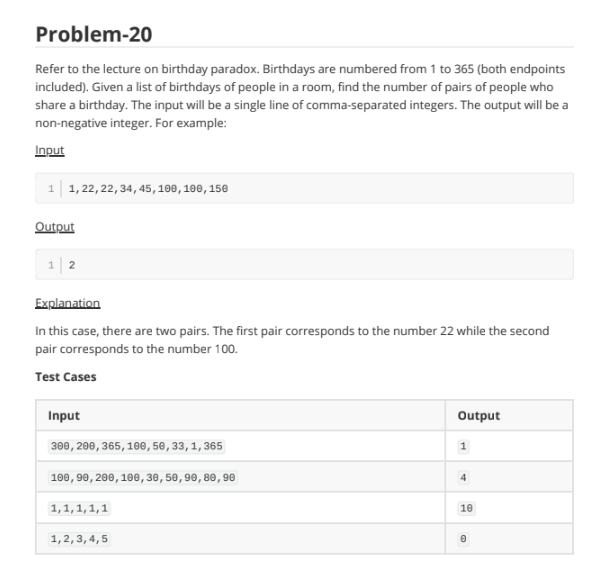 Problem-20
Refer to the lecture on birthday paradox. Birthdays are numbered from 1 to 365 (both endpoints
included). Given a list of birthdays of people in a room, find the number of pairs of people who
share a birthday. The input will be a single line of comma-separated integers. The output will be a
non-negative integer. For example:
Input
1 1,22,22,34,45,100,100,150
Output
1 2
Explanation
In this case, there are two pairs. The first pair corresponds to the number 22 while the second
pair corresponds to the number 100.
Test Cases
Input Output
300,200,365,100,50,33,1,365 1
100,90,200,100,30,50,90,80,90 4
1,1,1,1,1 10
1,2,3,4,5 0